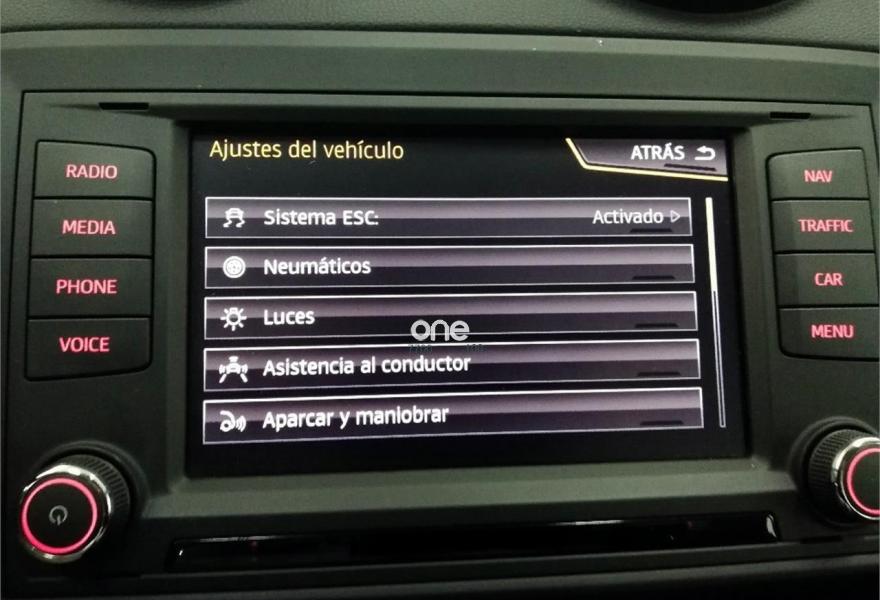 Ajustes del vehículo
ATRÁS
Sistema ESC:
Activado
Neumáticos
Luces
Asistencia al conductor
Aparcar y maniobrar
RADIO
MEDIA
PHONE
VOICE
NAV
TRAFFIC
CAR
MENU
one